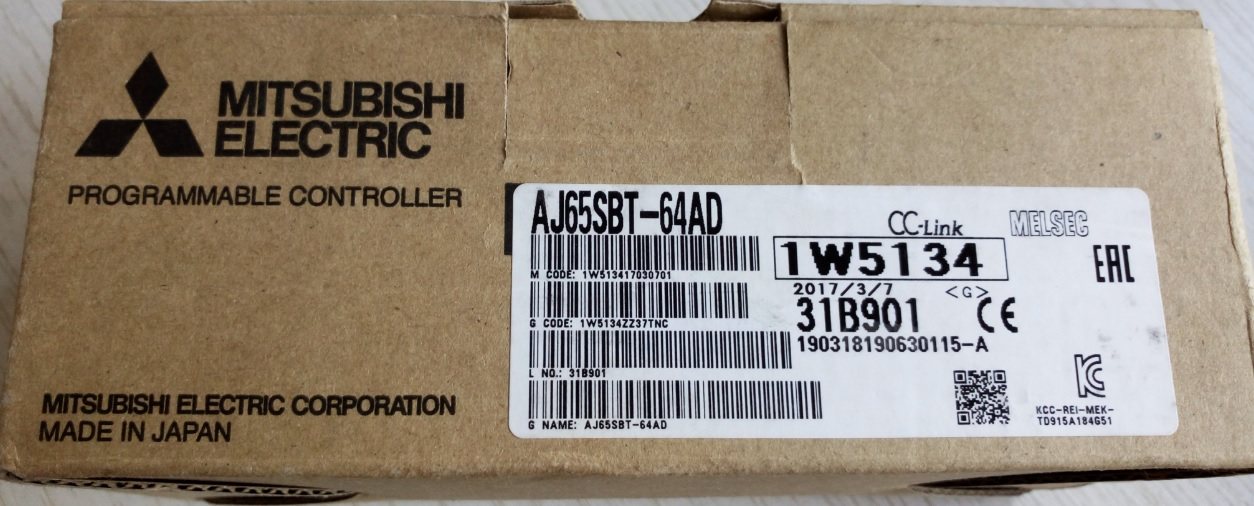 MITSUBISHI
ELECTRIC
PROGRAMMABLE CONTROLLER
MITSUBISHI ELECTRIC CORPORATION
MADE IN JAPAN
AJ65SBT-64AD
CC-Link
MELSEC
M CODE: 1W513417030701
1W5134
EAC
2017/3/7 <G>
G CODE: 1W5134ZZ37TNC
31B901
CE
190318190630115-A
L NO.: 31B901
G NAME: AJ65SBT-64AD
KC
KCC-REI-MEK-
TD915A184G51